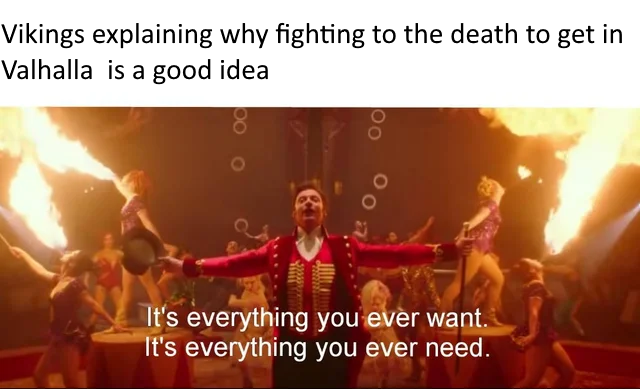 Vikings explaining why fighting to the death to get in
Valhalla  is a good idea
It's everything you ever want.
It's everything you ever need.